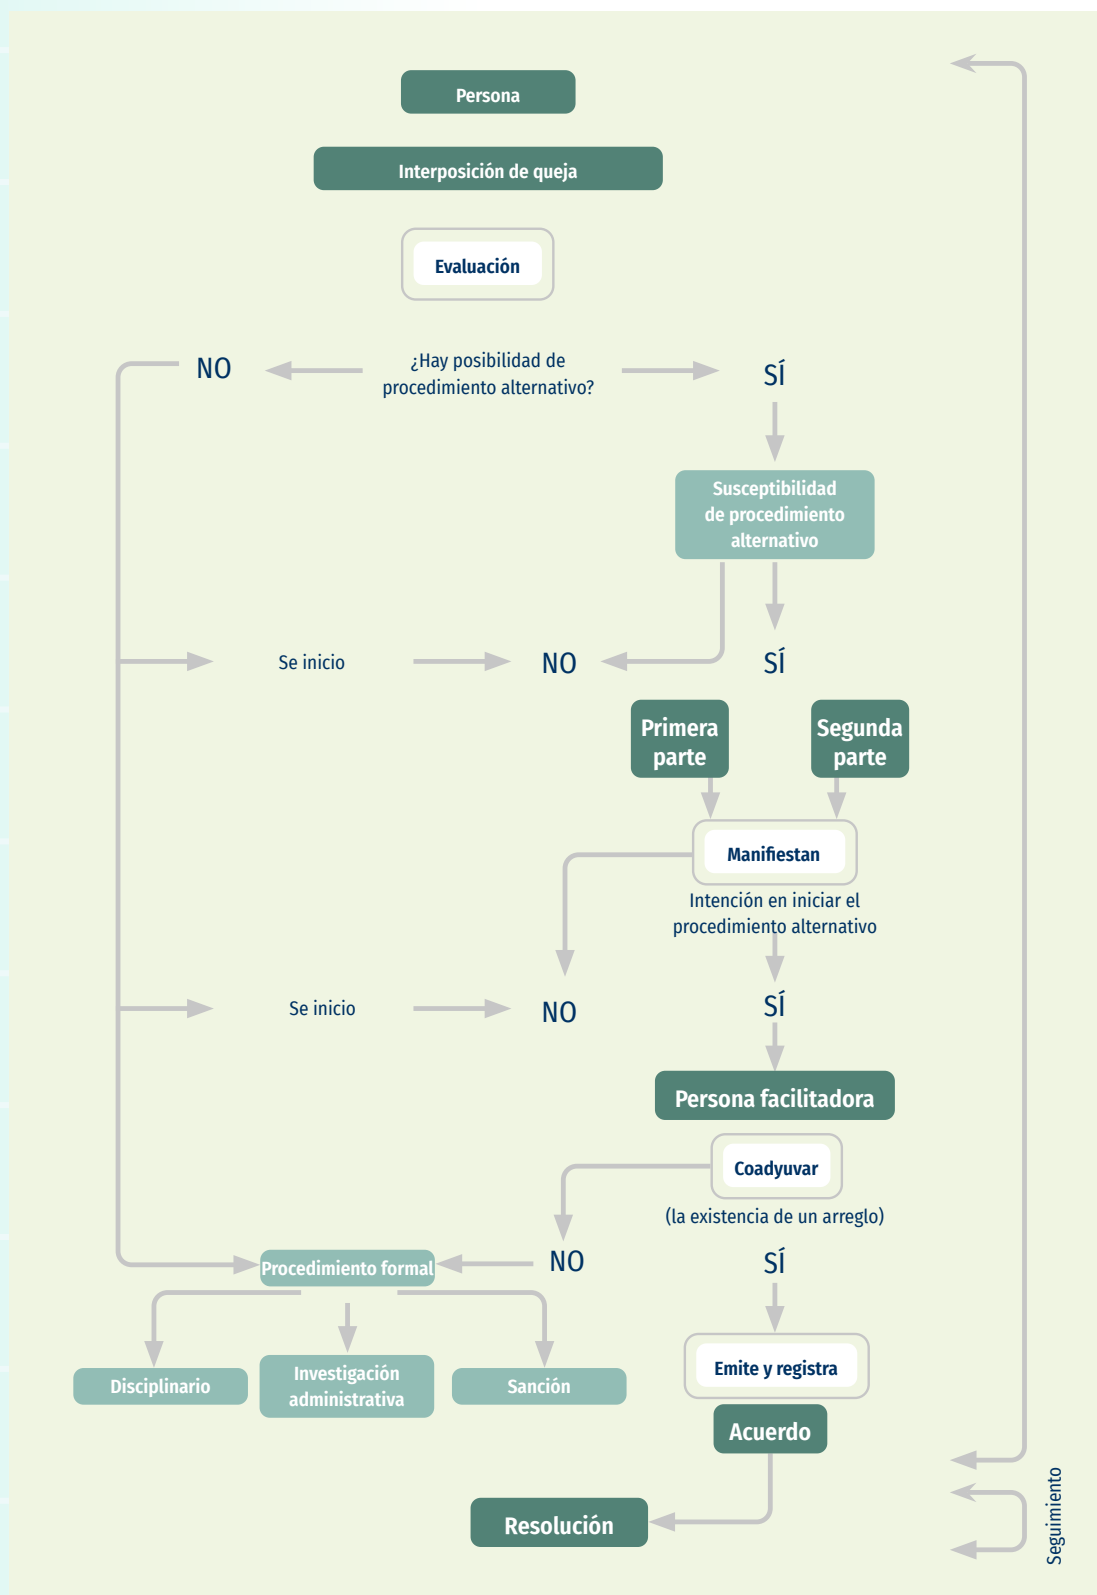 Persona
Interposición de queja
Evaluación
NO
¿Hay posibilidad de
procedimiento alternativo?
SÍ
Susceptibilidad
de procedimiento
alternativo
Se inicio
NO
SÍ
Primera
parte
Segunda
parte
Manifiestan
Intención en iniciar el
procedimiento alternativo
Se inicio
NO
SÍ
Persona facilitadora
Coadyuvar
(la existencia de un arreglo)
Procedimiento formal
NO
SÍ
Disciplinario
Investigación
administrativa
Sanción
Emite y registra
Acuerdo
Resolución
Seguimiento